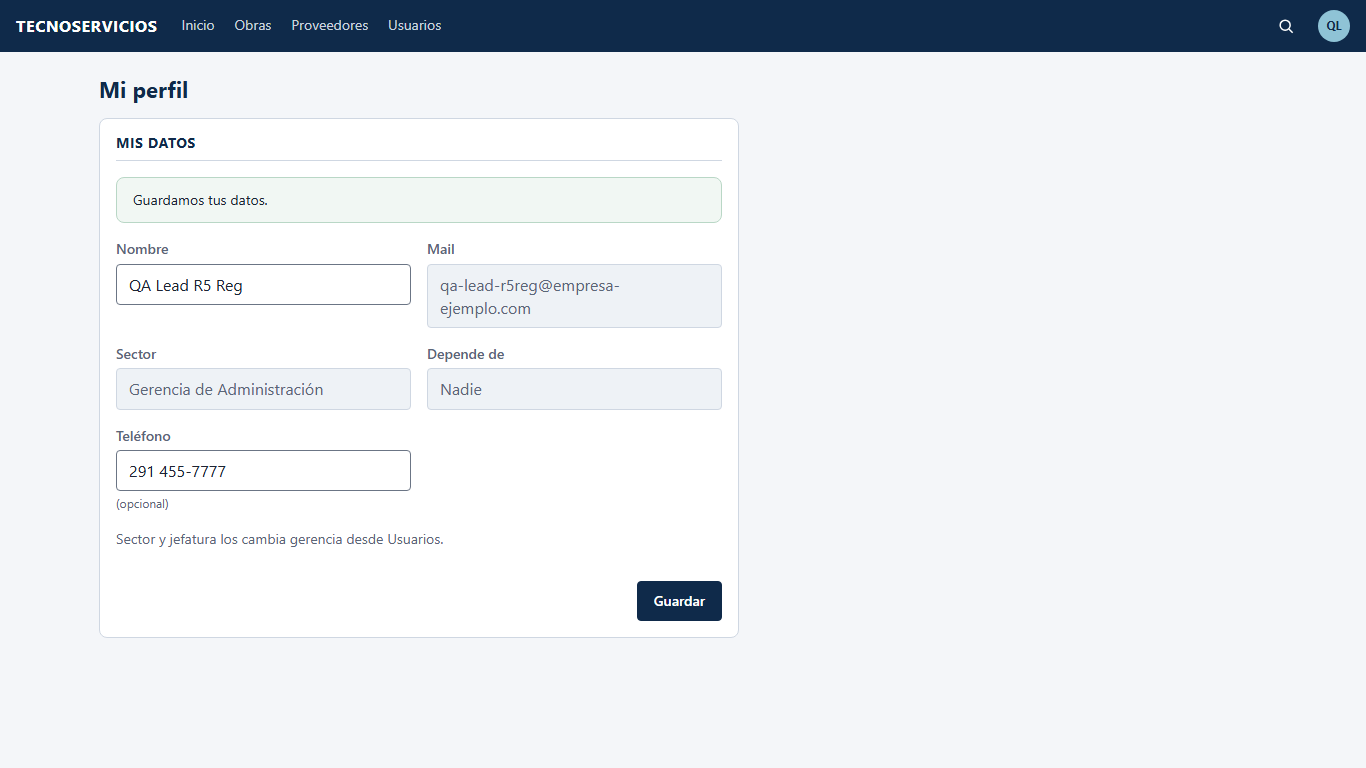 TECNOSERVICIOS Inicio Obras Proveedores Usuarios QL
Mi perfil
MIS DATOS
Guardamos tus datos.
Nombre Mail
QA Lead R5 Reg qa-lead-r5reg@empresa-
ejemplo.com
Sector Depende de
Gerencia de Administración Nadie
Teléfono
291 455-7777
(opcional)
Sector y jefatura los cambia gerencia desde Usuarios.
Guardar